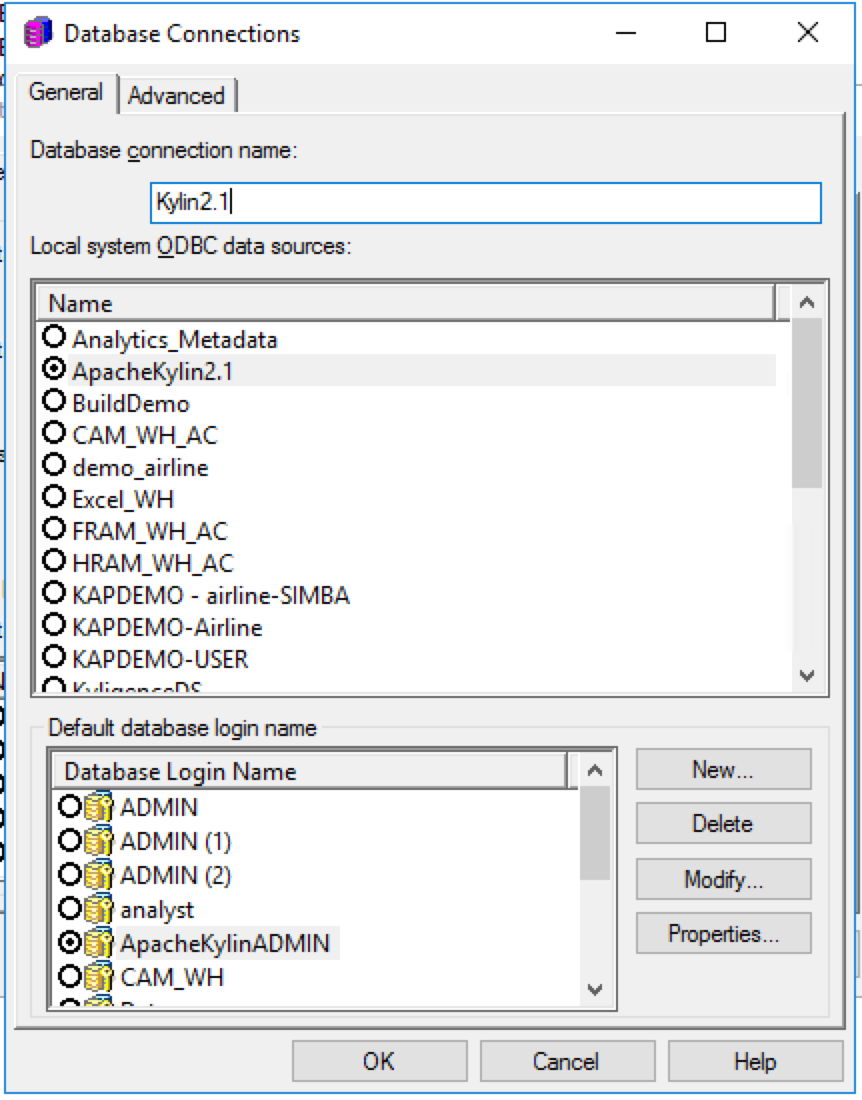 Database Connections
General Advanced
Database connection name:
Kylin2.1
Local system ODBC data sources:
Name
Analytics_Metadata
ApacheKylin2.1
BuildDemo
CAM_WH_AC
demo_airline
Excel_WH
FRAM_WH_AC
HRAM_WH_AC
KAPDEMO - airline-SIMBA
KAPDEMO-Airline
KAPDEMO-USER
KyligenceDS
Default database login name
Database Login Name
New...
ADMIN
Delete
ADMIN (1)
ADMIN (2)
Modify...
analyst
Properties...
ApacheKylinADMIN
CAM_WH
OK Cancel Help